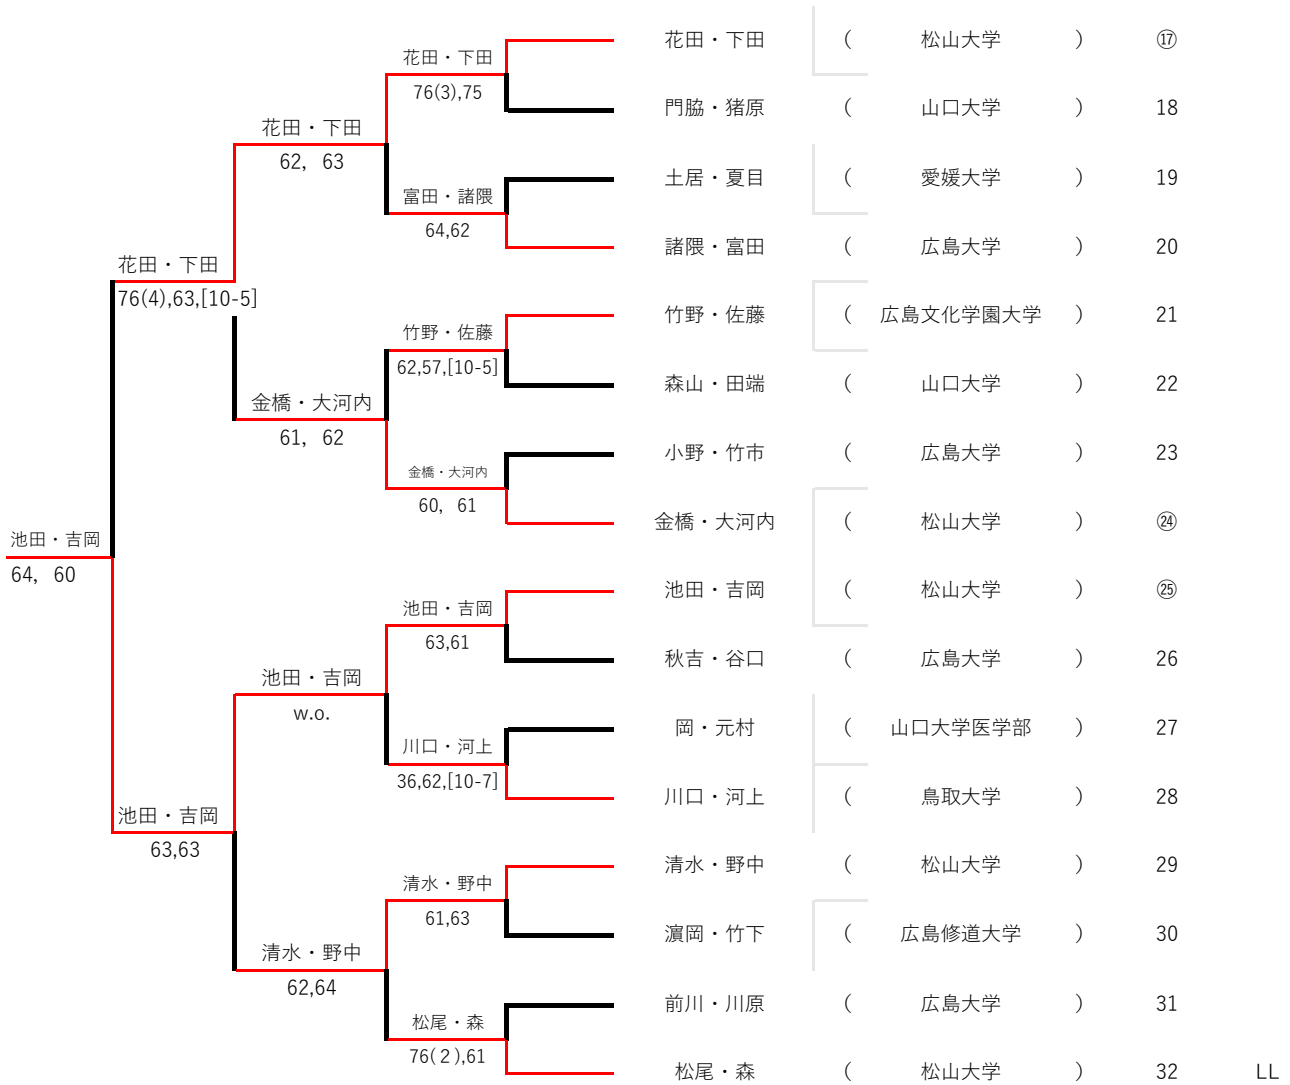 花田・下田 ( 松山大学 ) ⑰
花田・下田
76(3),75
門脇・猪原 ( 山口大学 ) 18
花田・下田
62， 63
土居・夏目 ( 愛媛大学 ) 19
富田・諸隈
64,62
諸隈・富田 ( 広島大学 ) 20
花田・下田
76(4),63,[10-5]
竹野・佐藤 ( 広島文化学園大学 ) 21
竹野・佐藤
62,57,[10-5]
森山・田端 ( 山口大学 ) 22
金橋・大河内
61， 62
小野・竹市 ( 広島大学 ) 23
金橋・大河内
60， 61
金橋・大河内 ( 松山大学 ) ㉔
池田・吉岡
64， 60
池田・吉岡 ( 松山大学 ) ㉕
池田・吉岡
63,61
秋吉・谷口 ( 広島大学 ) 26
池田・吉岡
w.o.
岡・元村 ( 山口大学医学部 ) 27
川口・河上
36,62,[10-7]
川口・河上 ( 鳥取大学 ) 28
池田・吉岡
63,63
清水・野中 ( 松山大学 ) 29
清水・野中
61,63
濵岡・竹下 ( 広島修道大学 ) 30
清水・野中
62,64
前川・川原 ( 広島大学 ) 31
松尾・森
76(２),61
松尾・森 ( 松山大学 ) 32 LL